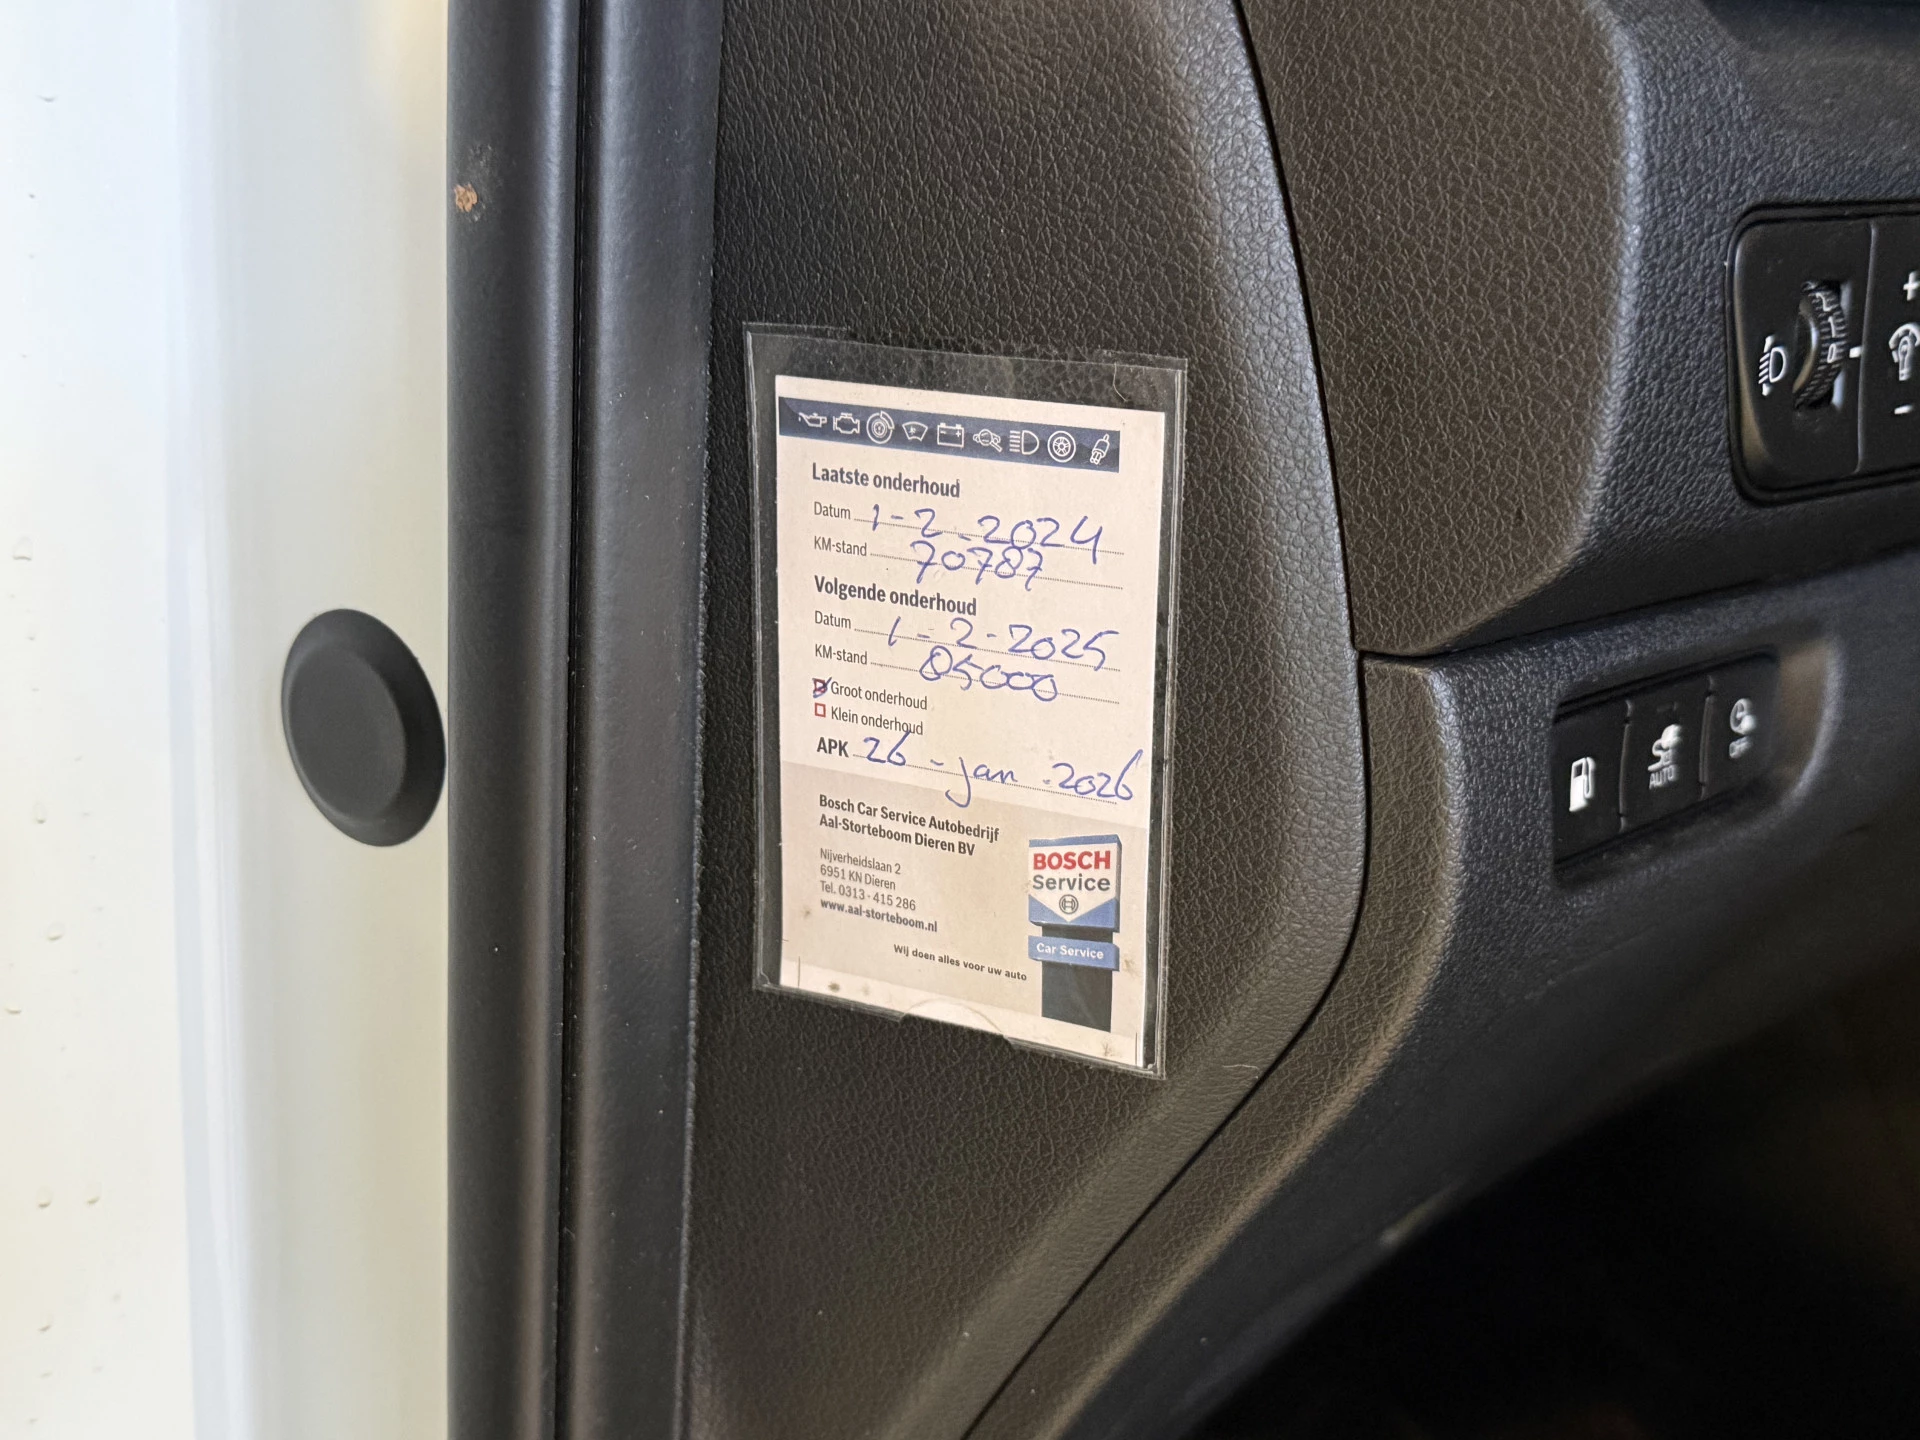 Laatste onderhoud
Datum 1-2-2024
KM-stand 70787
Volgende onderhoud
Datum 1-2-2025
KM-stand 85000
Groot onderhoud
Klein onderhoud
APK 26-jan-2026
Bosch Car Service Autobedrijf
Aal-Storteboom Dieren BV
Nijverheidslaan 2
6951 KN Dieren
Tel. 0313 - 415 286
www.aal-storteboom.nl
Wij doen alles voor uw auto
BOSCH
Service
Car Service
AUTO